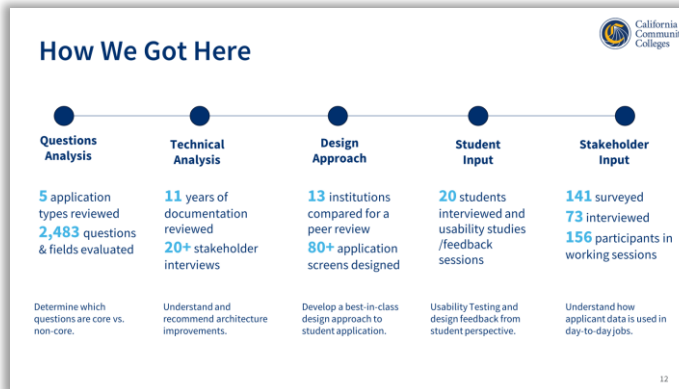 How We Got Here
California
Communit
Colleges
Questions
Analysis
5 application
types reviewed
2,483 questions
& fields evaluated
Determine which
questions are core vs.
non-core.
Technical
Analysis
11 years of
documentation
reviewed
20+ stakeholder
interviews
Understand and
recommend architecture
improvements.
Design
Approach
13 institutions
compared for a
peer review
80+ application
screens designed
Develop a best-in-class
design approach to
student application.
Student
Input
20 students
interviewed and
usability studies
/feedback
sessions
Usability Testing and
design feedback from
student perspective.
Stakeholder
Input
141 surveyed
73 interviewed
156 participants in
working sessions
Understand how
applicant data is used in
day-to-day jobs.
12